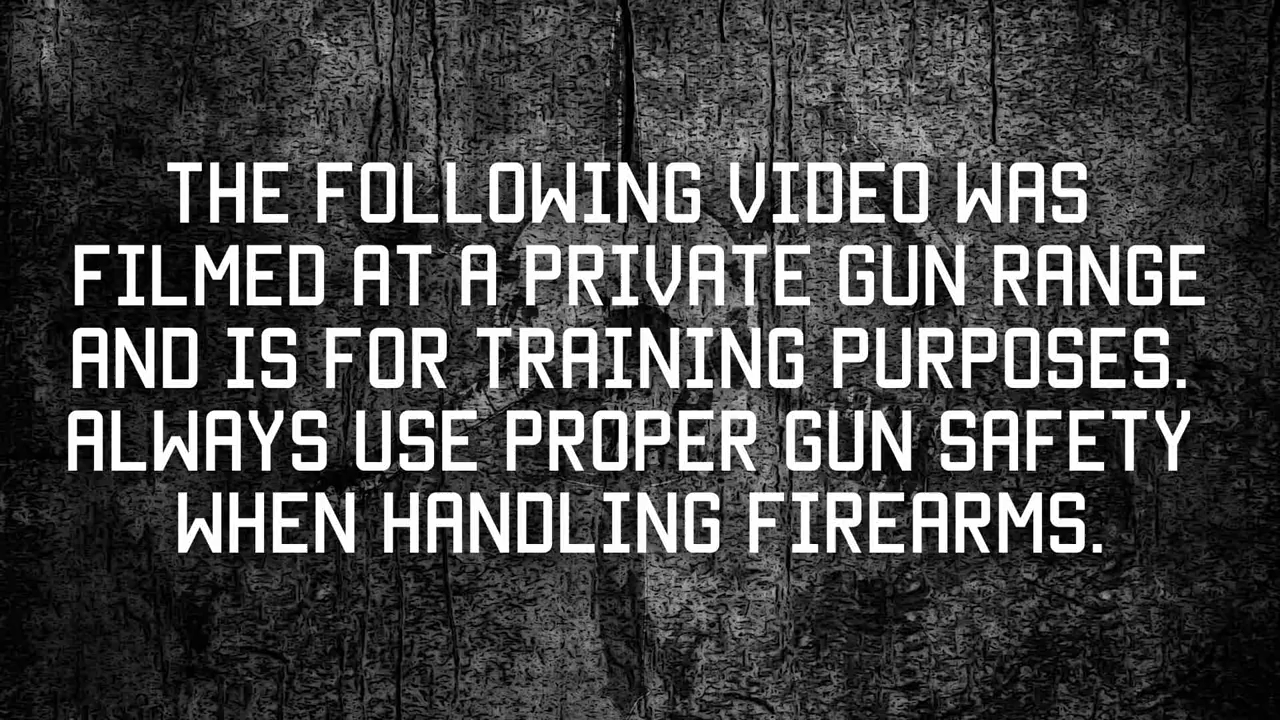 THE FOLLOWING VIDEO WAS
FILMED AT A PRIVATE GUN RANGE
AND IS FOR TRAINING PURPOSES.
ALWAYS USE PROPER GUN SAFETY
WHEN HANDLING FIREARMS.